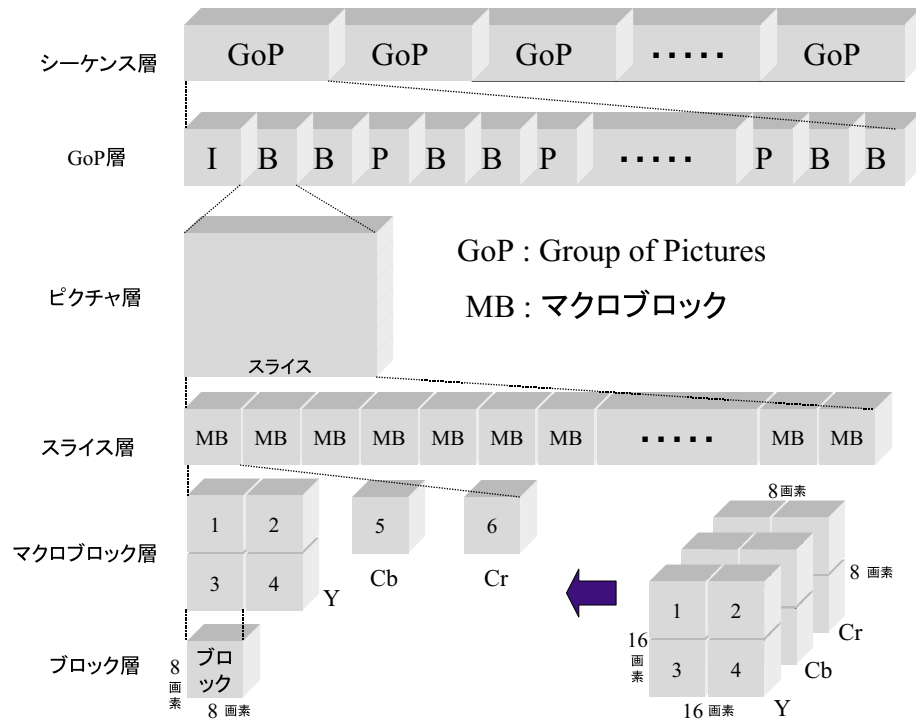 シーケンス層
GoP GoP GoP ・・・・・ GoP
GoP層
I B B P B B P ・・・・・ P B B
ピクチャ層
スライス
GoP : Group of Pictures
MB : マクロブロック
スライス層
MB MB MB MB MB MB MB ・・・・・ MB MB
マクロブロック層
1 2
3 4
Y
5
Cb
6
Cr
8画素
8 画素
Cr
Cb
1 2
3 4
Y
16
画
素
16 画素
ブロック層
ブロ
ック
8
画
素
8 画素